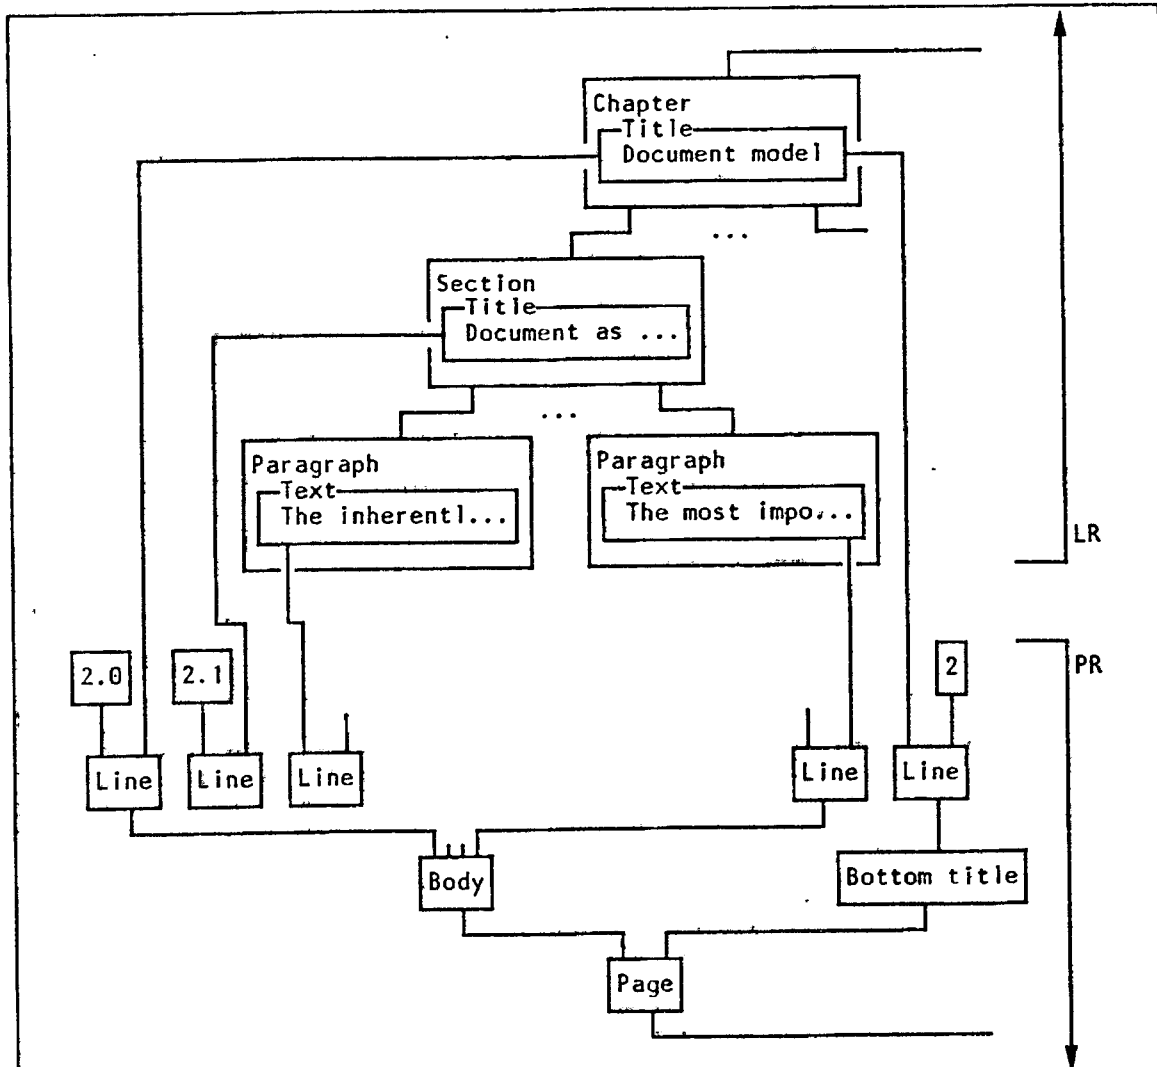 Chapter
Title
Document model
...
Section
Title
Document as ...
...
Paragraph
Text
The inherentl...
Paragraph
Text
The most impo...
LR
PR
2.0
2.1
2
Line
Line
Line
Line
Line
Body
Bottom title
Page